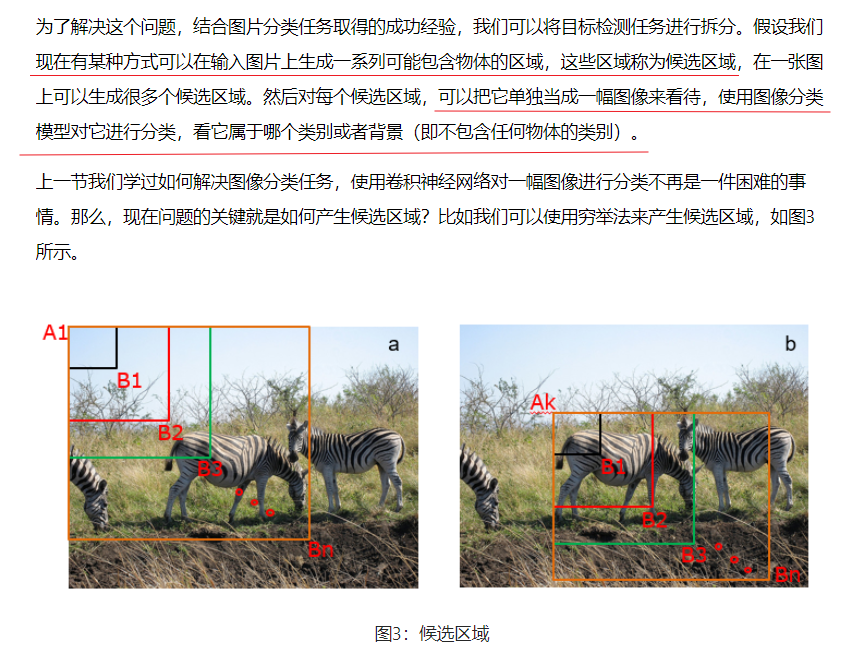 为了解决这个问题，结合图片分类任务取得的成功经验，我们可以将目标检测任务进行拆分。假设我们
现在有某种方式可以在输入图片上生成一系列可能包含物体的区域，这些区域称为候选区域，在一张图
上可以生成很多个候选区域。然后对每个候选区域，可以把它单独当成一幅图像来看待，使用图像分类
模型对它进行分类，看它属于哪个类别或者背景（即不包含任何物体的类别）。
上一节我们学过如何解决图像分类任务，使用卷积神经网络对一幅图像进行分类不再是一件困难的事
情。那么，现在问题的关键就是如何产生候选区域？比如我们可以使用穷举法来产生候选区域，如图3
所示。
A1
a
B1
B2
B3
Bn
b
Ak
B1
B2
B3
Bn
图3：候选区域